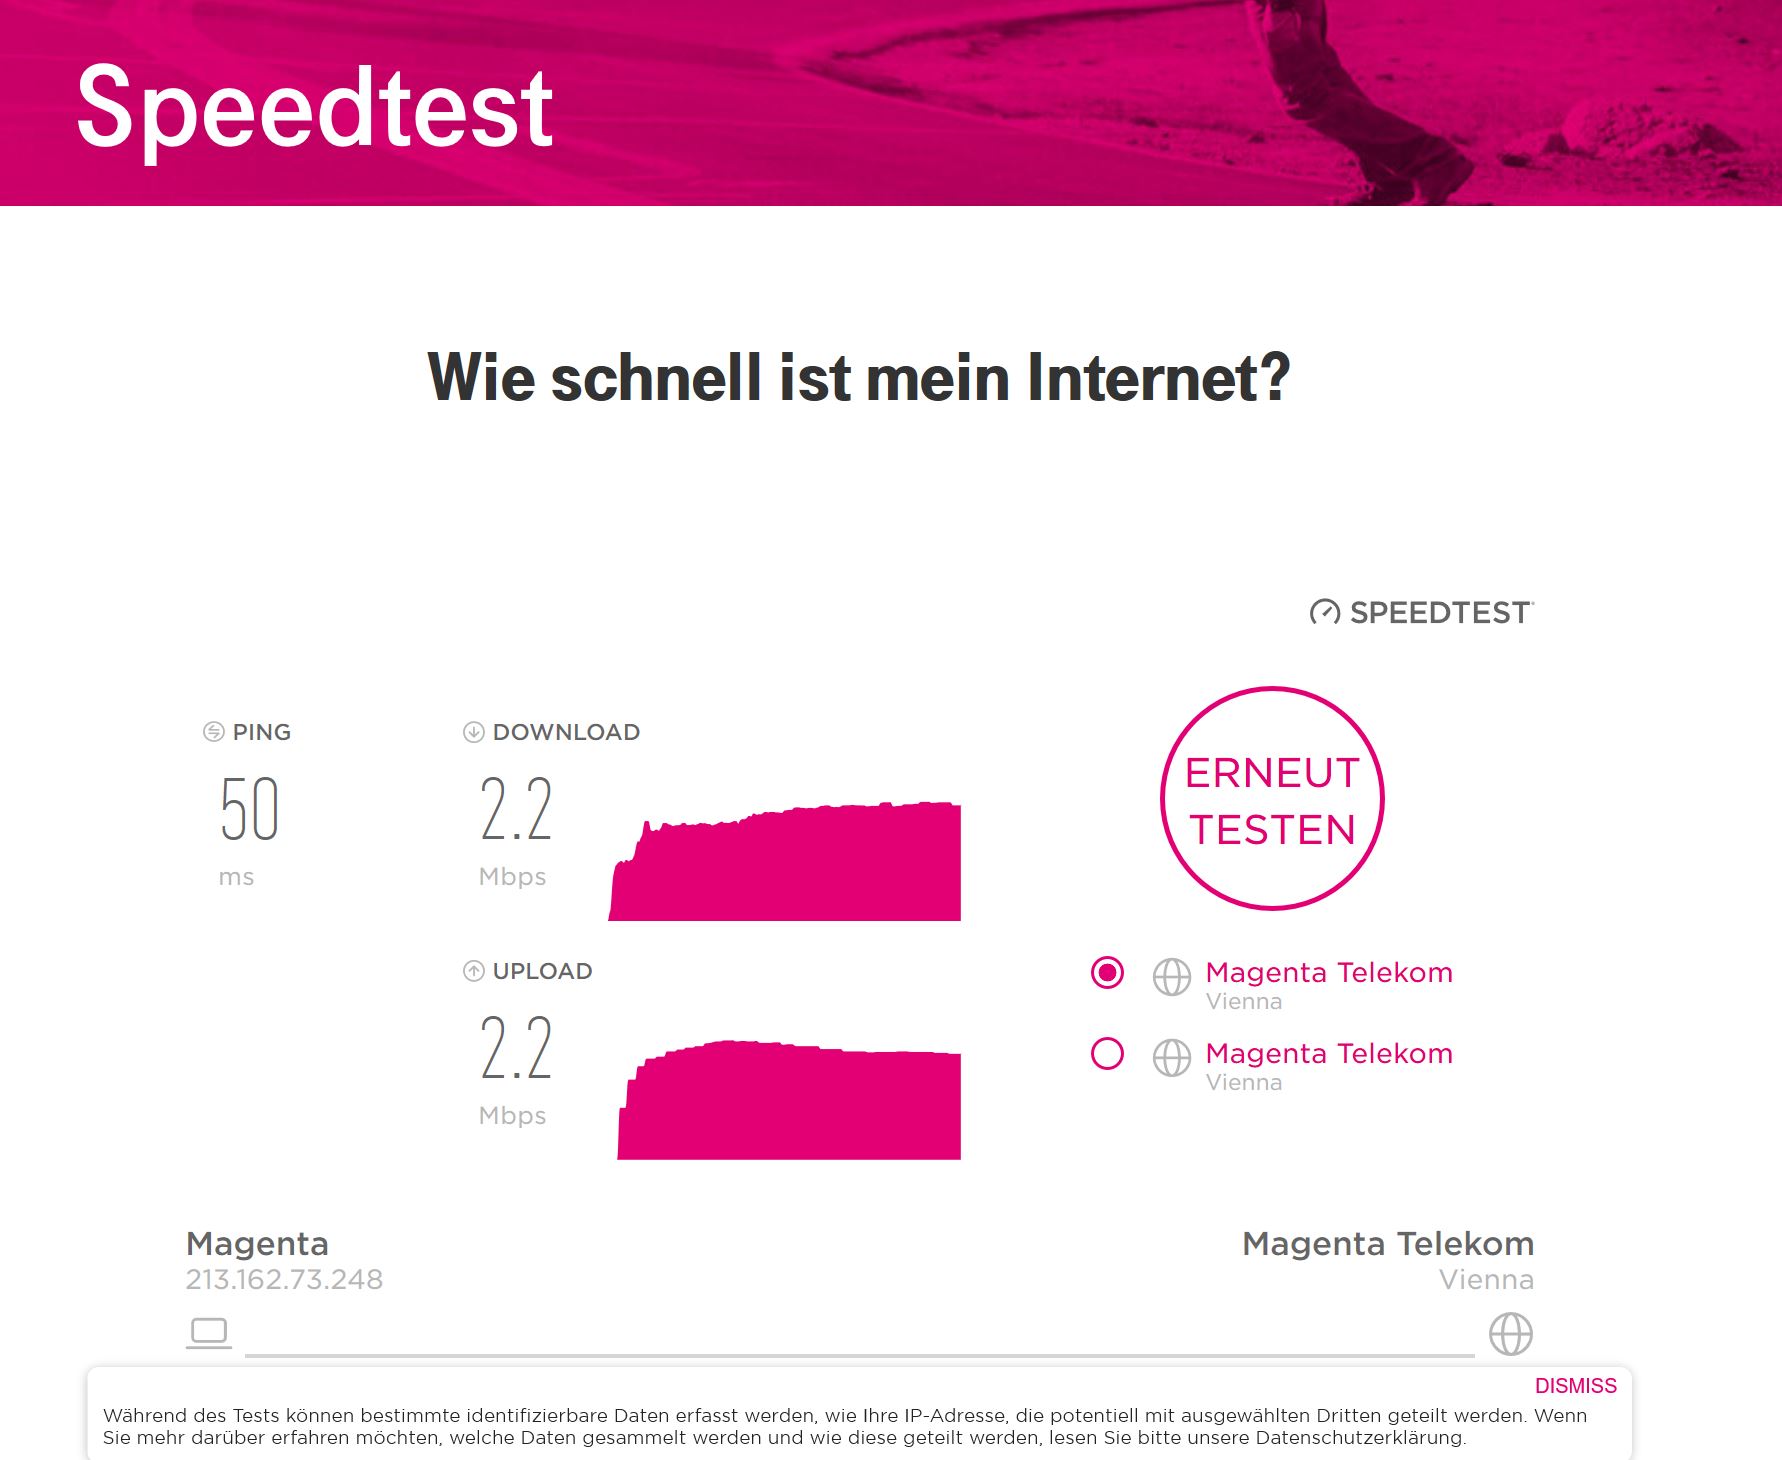 Speedtest
Wie schnell ist mein Internet?
SPEEDTEST
PING
50
ms
DOWNLOAD
2.2
Mbps
UPLOAD
2.2
Mbps
ERNEUT
TESTEN
Magenta Telekom
Vienna
Magenta Telekom
Vienna
Magenta
213.162.73.248
Magenta Telekom
Vienna
DISMISS
Während des Tests können bestimmte identifizierbare Daten erfasst werden, wie Ihre IP-Adresse, die potentiell mit ausgewählten Dritten geteilt werden. Wenn
Sie mehr darüber erfahren möchten, welche Daten gesammelt werden und wie diese geteilt werden, lesen Sie bitte unsere Datenschutzerklärung.